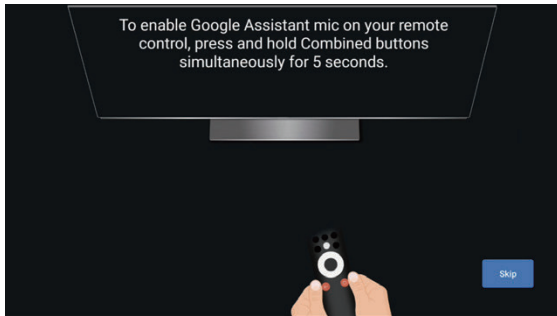 To enable Google Assistant mic on your remote
control, press and hold Combined buttons
simultaneously for 5 seconds.
Skip